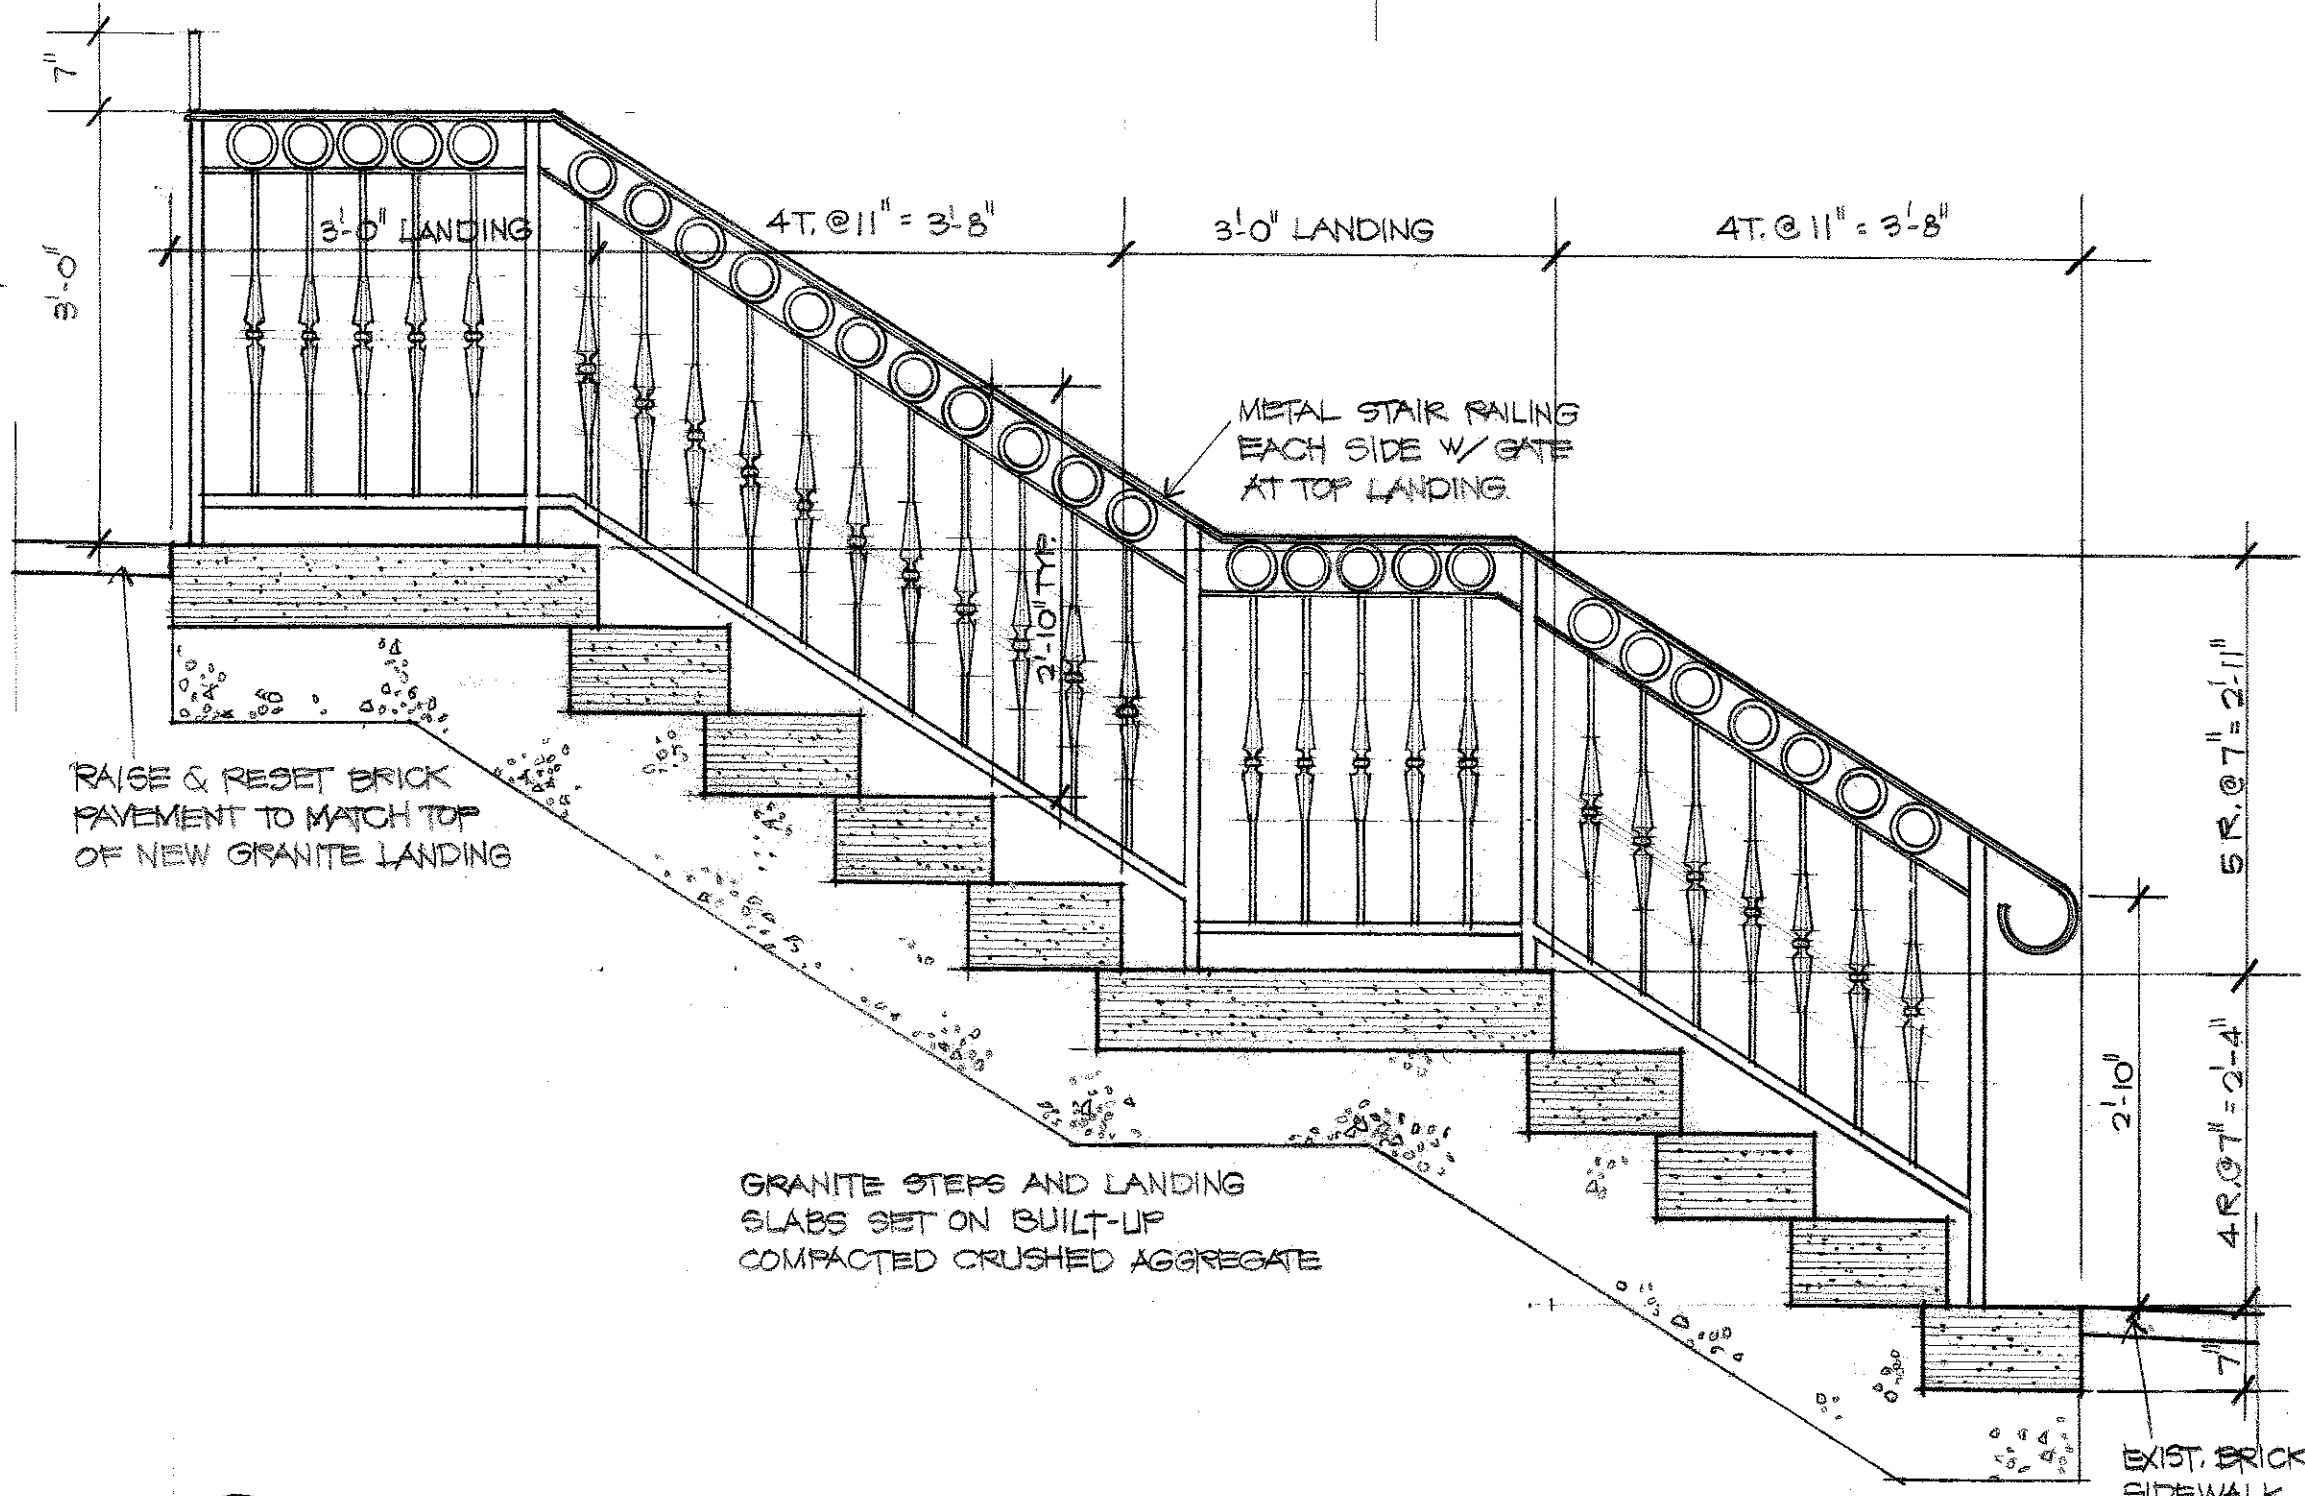 7"
3'-0"
3'-0" LANDING
4T. @ 11" = 3'-8"
3'-0" LANDING
4T. @ 11" = 3'-8"
METAL STAIR RAILING
EACH SIDE W/ GATE
AT TOP LANDING.
2'-10" TYP.
RAISE & RESET BRICK
PAVEMENT TO MATCH TOP
OF NEW GRANITE LANDING
5 R. @ 7" = 2'-11"
2'-10"
4 R. @ 7" = 2'-4"
7"
GRANITE STEPS AND LANDING
SLABS SET ON BUILT-UP
COMPACTED CRUSHED AGGREGATE
EXIST. BRICK
SIDEWALK